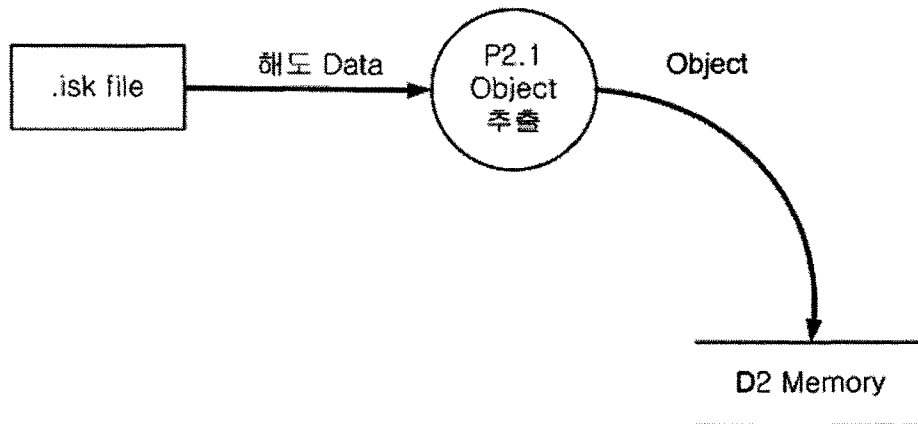 .isk file
해도 Data
P2.1
Object
추출
Object
D2 Memory